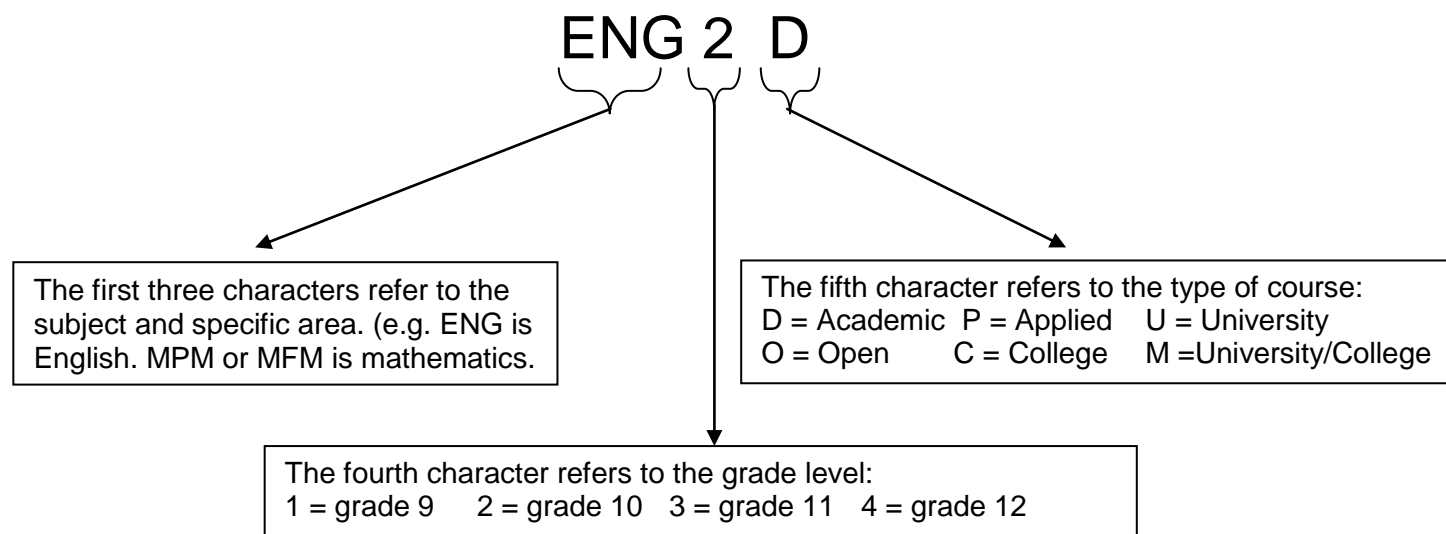 ENG 2 D
The first three characters refer to the
subject and specific area. (e.g. ENG is
English. MPM or MFM is mathematics.
The fifth character refers to the type of course:
D = Academic P = Applied U = University
O = Open C = College M =University/College
The fourth character refers to the grade level:
1 = grade 9 2 = grade 10 3 = grade 11 4 = grade 12